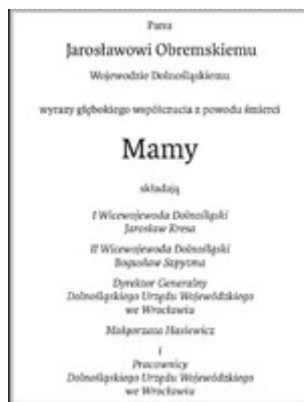 Panu
Jarosławowi Obremskiemu
Wojewodzie Dolnośląskiemu
wyrazy głębokiego współczucia z powodu śmierci
Mamy
składają
I Wicewojewoda Dolnośląski
Jarosław Kresa
II Wicewojewoda Dolnośląski
Bogusław Szpytma
Dyrektor Generalny
Dolnośląskiego Urzędu Wojewódzkiego
we Wrocławiu
Małgorzata Hasiewicz
i
Pracownicy
Dolnośląskiego Urzędu Wojewódzkiego
we Wrocławiu